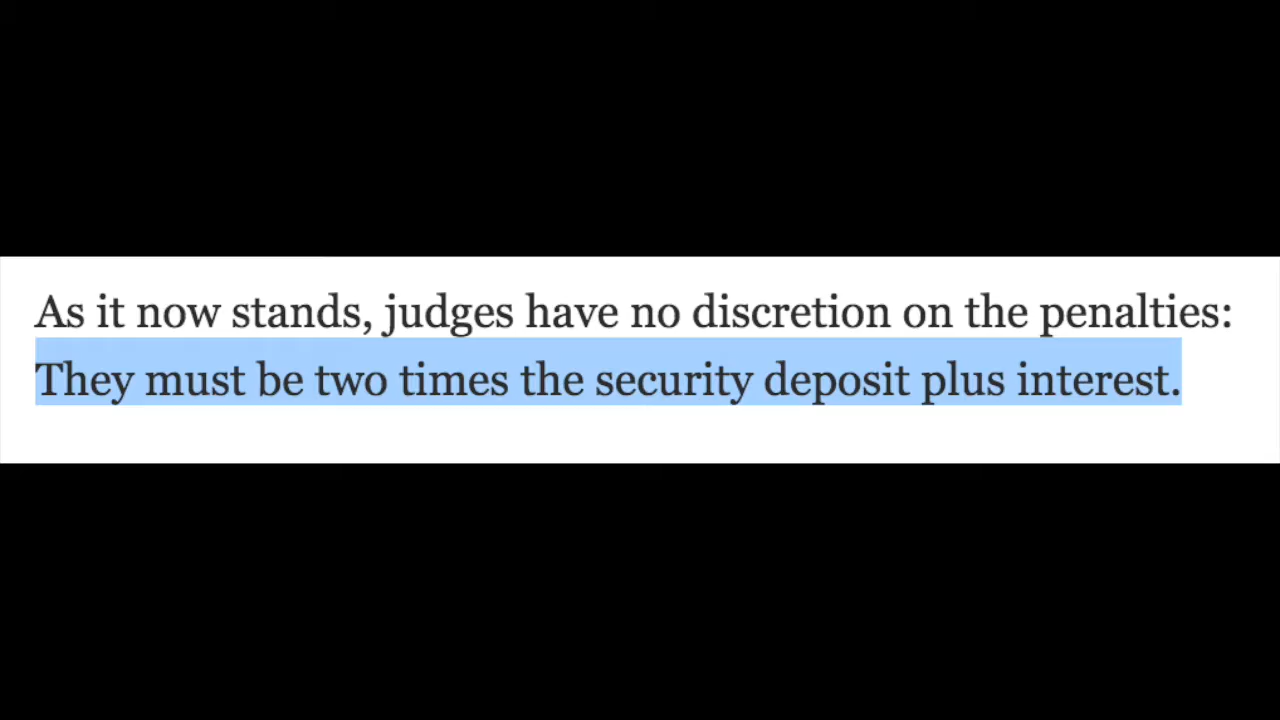 As it now stands, judges have no discretion on the penalties:
They must be two times the security deposit plus interest.